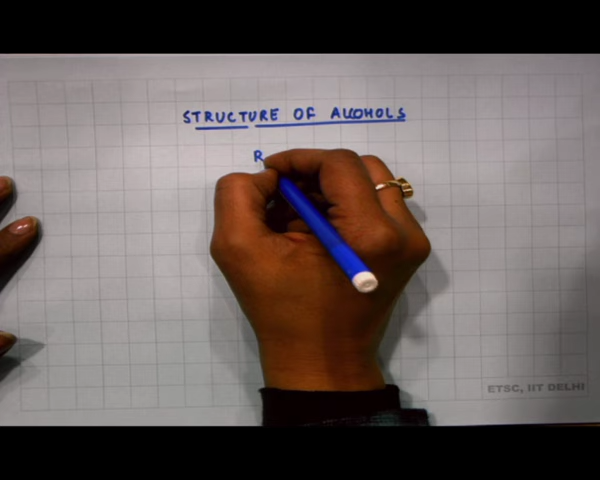 STRUCTURE OF ALCOHOLS
R
ETSC, IIT DELHI